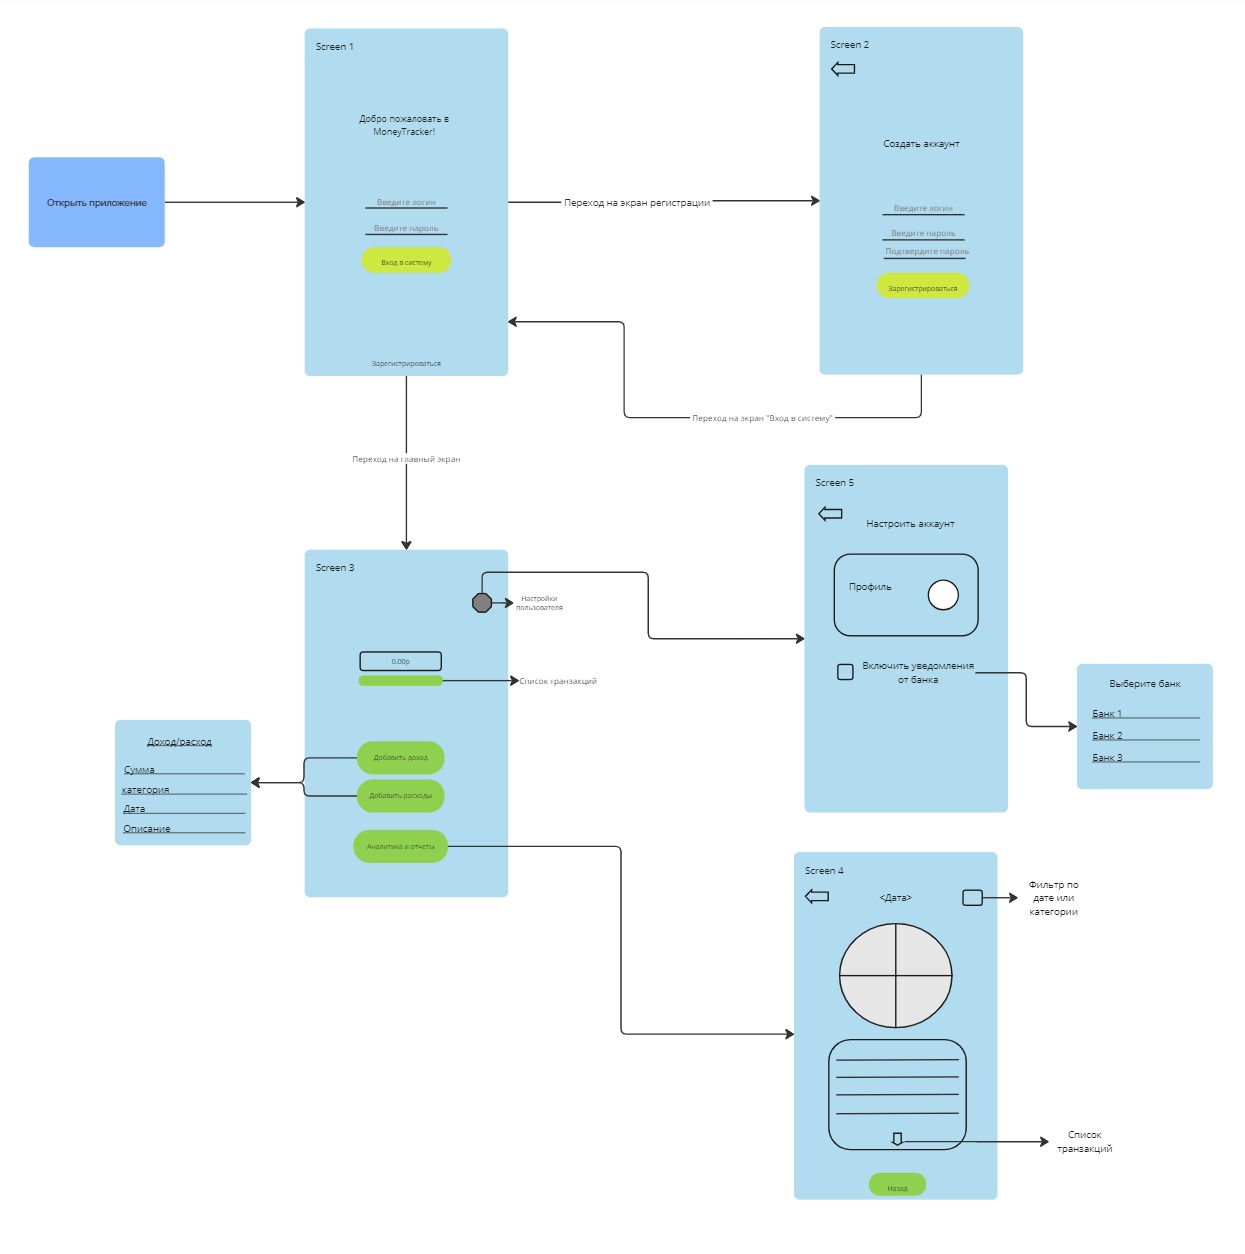 Открыть приложение
Screen 1
Добро пожаловать в
MoneyTracker!
Введите логин
Введите пароль
Вход в систему
Зарегистрироваться
Переход на экран регистрации
Screen 2
Создать аккаунт
Введите логин
Введите пароль
Подтвердите пароль
Зарегистрироваться
Переход на экран "Вход в систему"
Переход на главный экран
Screen 3
Настройки
пользователя
0.00р
Список транзакций
Добавить доход
Добавить расходы
Аналитика и отчеты
Доход/расход
Сумма
категория
Дата
Описание
Screen 5
Настроить аккаунт
Профиль
Включить уведомления
от банка
Выберите банк
Банк 1
Банк 2
Банк 3
Screen 4
<Дата>
Фильтр по
дате или
категории
Список
транзакций
Назад